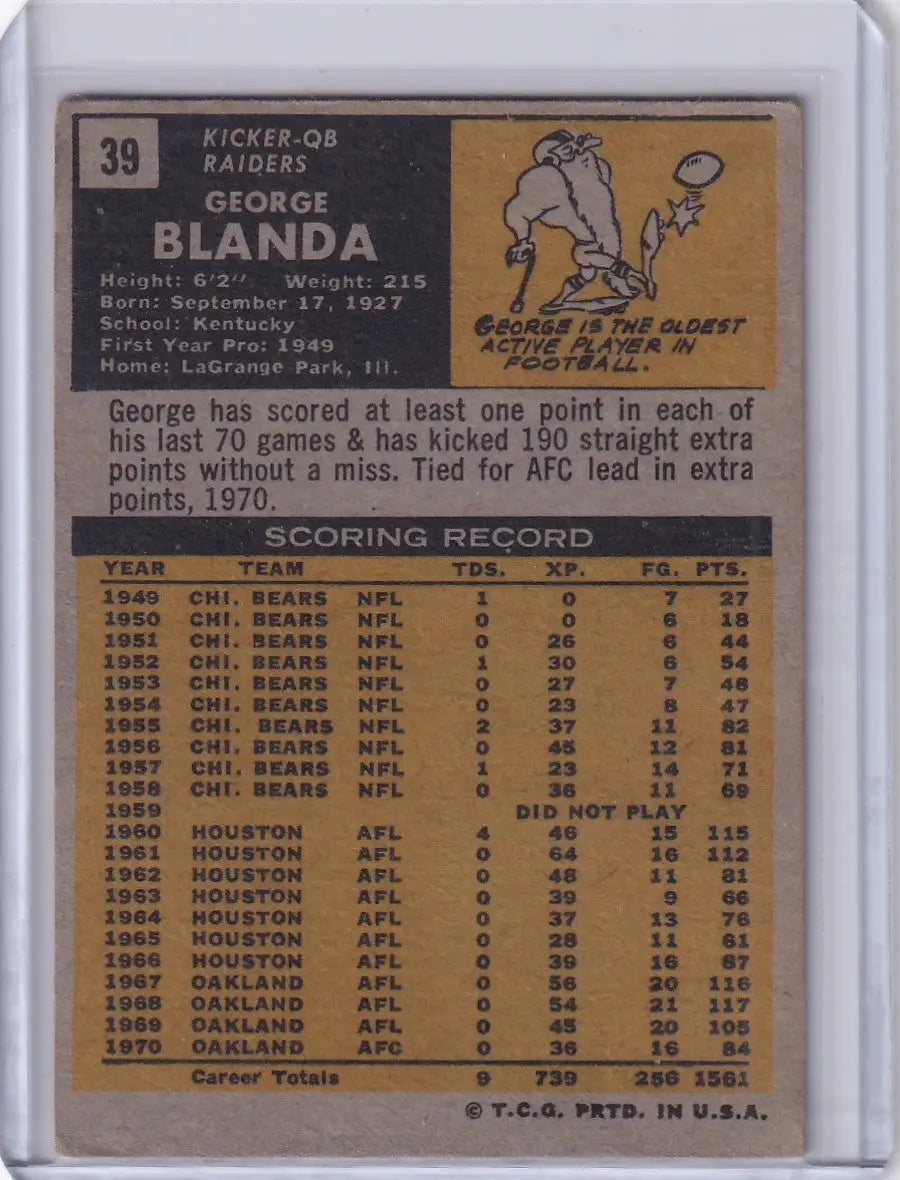 39
KICKER-QB
RAIDERS
GEORGE
BLANDA
Height: 6'2" Weight: 215
Born: September 17, 1927
School: Kentucky
First Year Pro: 1949
Home: LaGrange Park, Ill.
GEORGE IS THE OLDEST
ACTIVE PLAYER IN
FOOTBALL.
George has scored at least one point in each of
his last 70 games & has kicked 190 straight extra
points without a miss. Tied for AFC lead in extra
points, 1970.
SCORING RECORD
YEAR TEAM TDS. XP. FG. PTS.
1949 CHI. BEARS NFL 1 0 7 27
1950 CHI. BEARS NFL 0 0 6 18
1951 CHI. BEARS NFL 0 26 6 44
1952 CHI. BEARS NFL 1 30 6 54
1953 CHI. BEARS NFL 0 27 7 48
1954 CHI. BEARS NFL 0 23 8 47
1955 CHI. BEARS NFL 2 37 11 82
1956 CHI. BEARS NFL 0 45 12 81
1957 CHI. BEARS NFL 1 23 14 71
1958 CHI. BEARS NFL 0 36 11 69
1959 DID NOT PLAY
1960 HOUSTON AFL 4 46 15 115
1961 HOUSTON AFL 0 64 16 112
1962 HOUSTON AFL 0 48 11 81
1963 HOUSTON AFL 0 39 9 66
1964 HOUSTON AFL 0 37 13 76
1965 HOUSTON AFL 0 28 11 61
1966 HOUSTON AFL 0 39 16 87
1967 OAKLAND AFL 0 56 20 116
1968 OAKLAND AFL 0 54 21 117
1969 OAKLAND AFL 0 45 20 105
1970 OAKLAND AFC 0 36 16 84
Career Totals 9 739 256 1561
© T.C.G. PRTD. IN U.S.A.